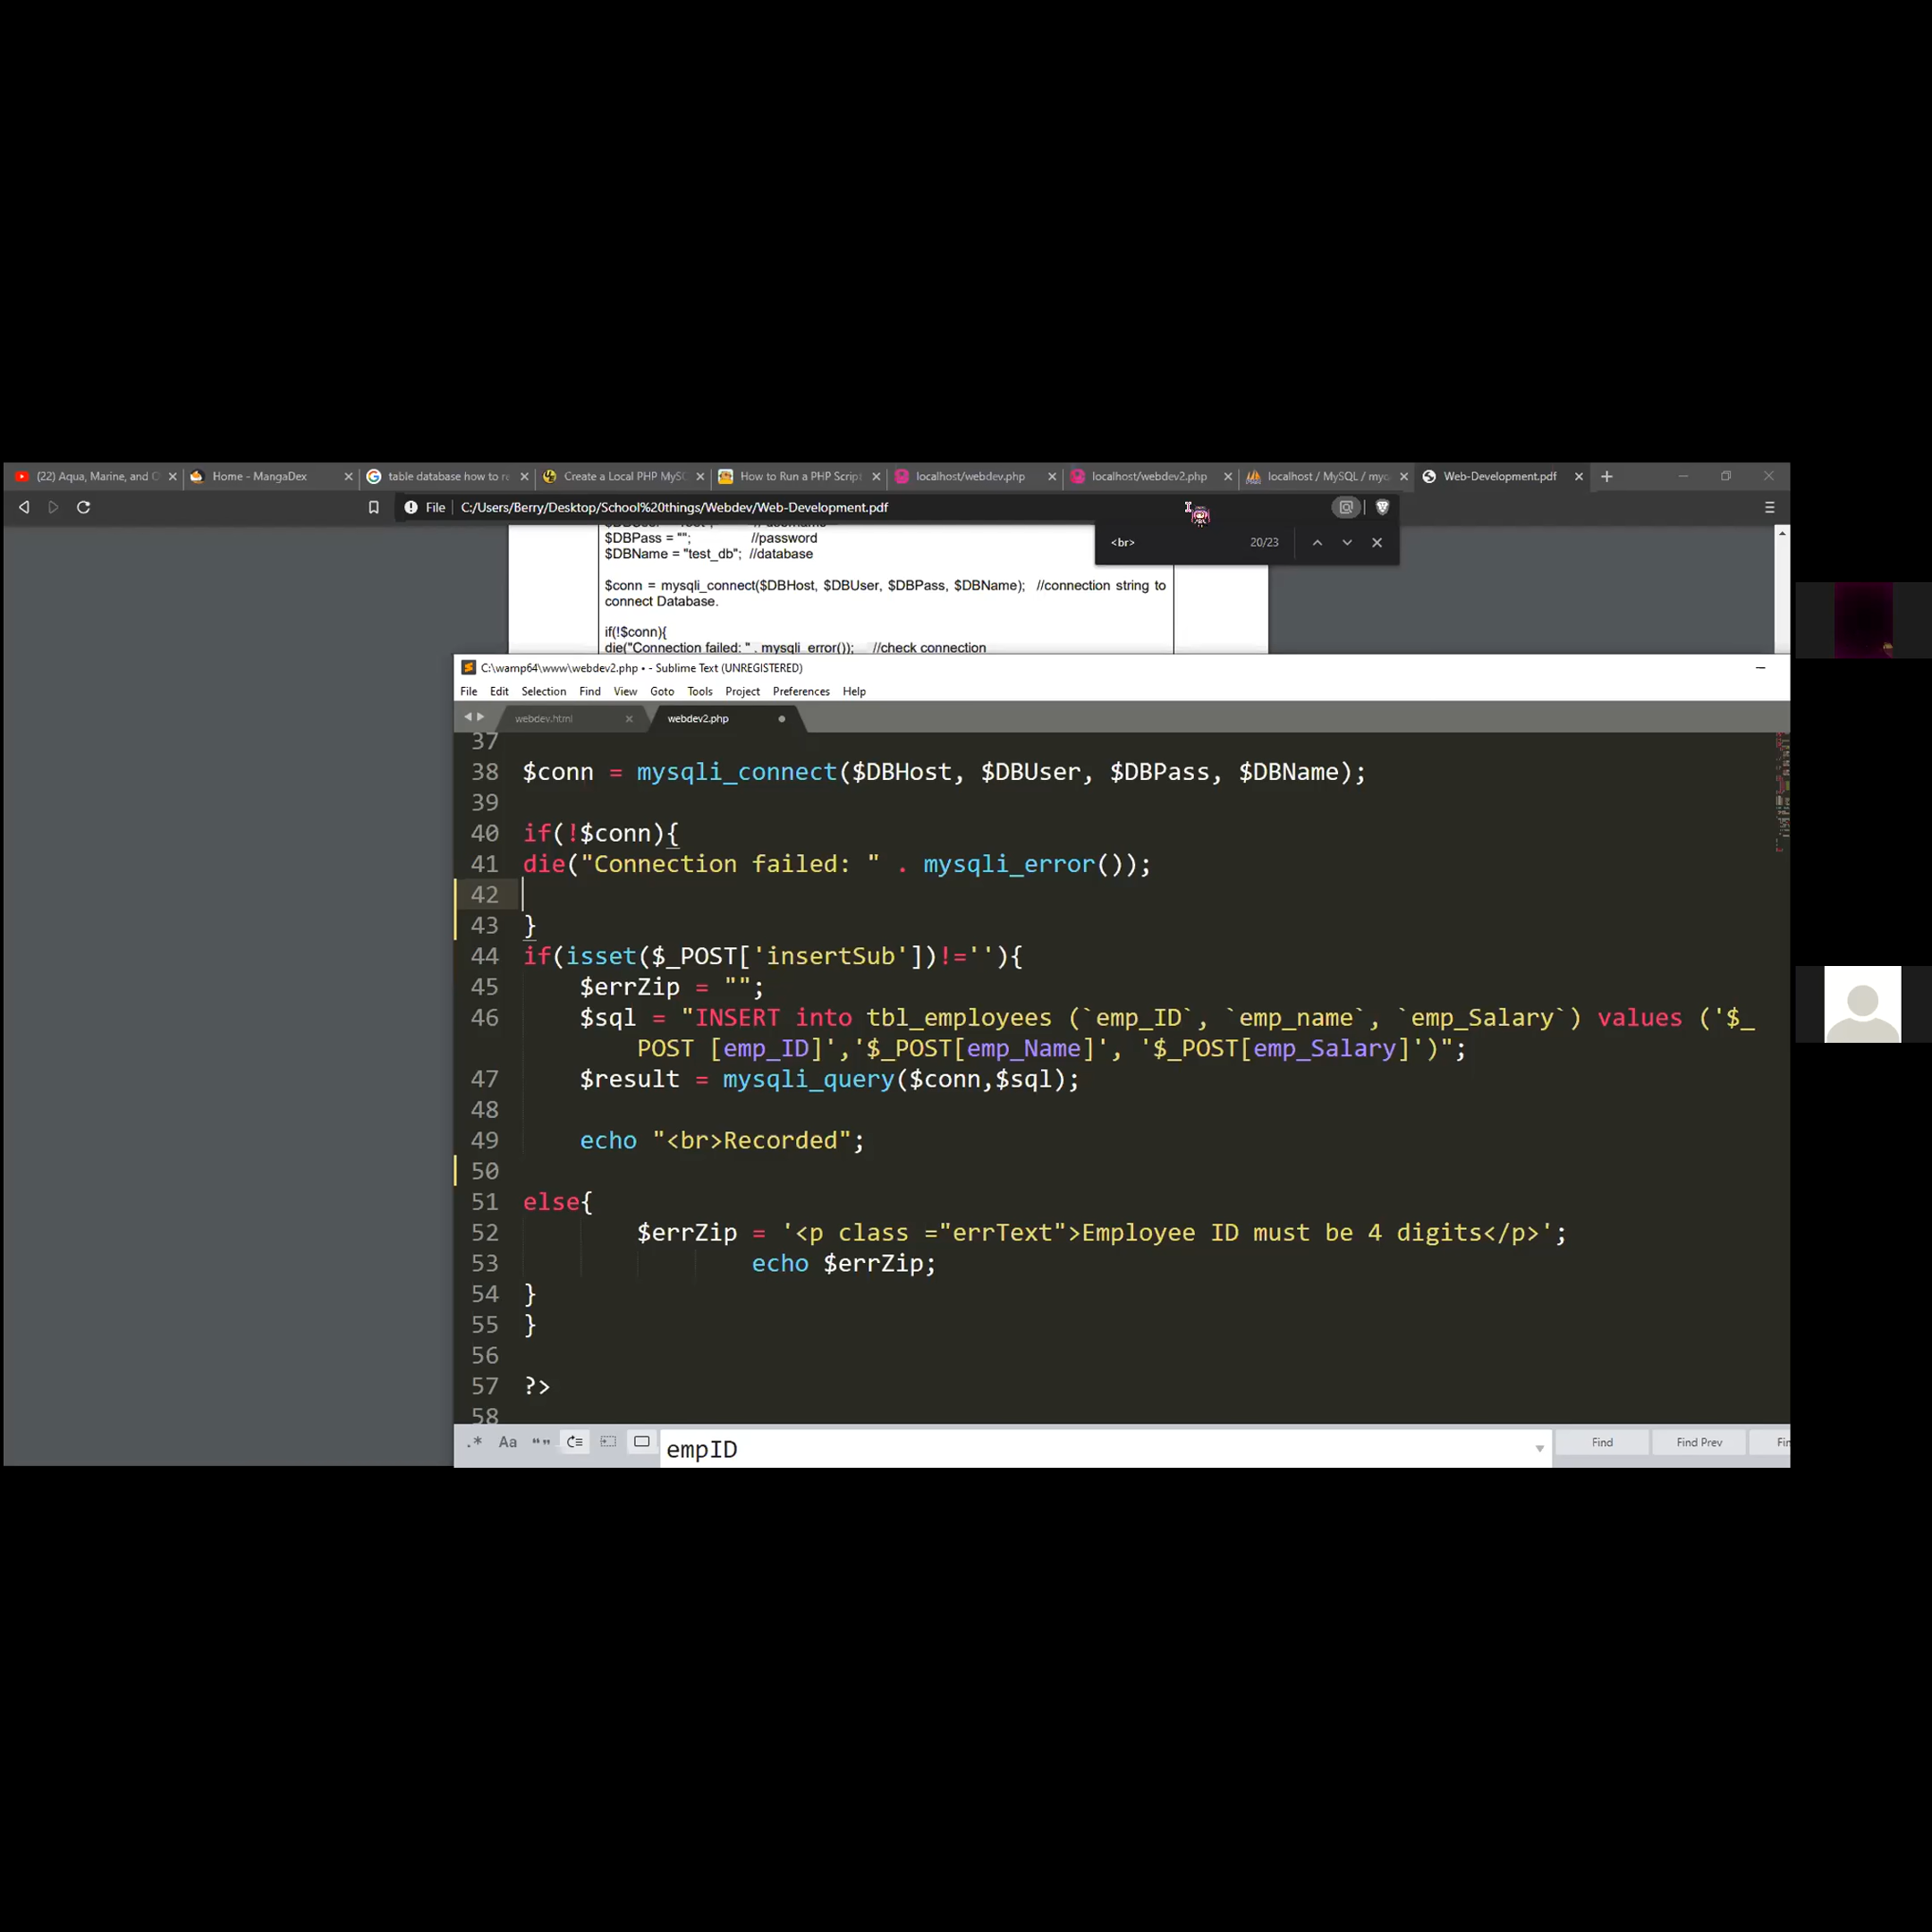 (22) Aqua, Marine, and
Home - MangaDex
table database how to
Create a Local PHP MyS
How to Run a PHP Script
localhost/webdev.php
localhost/webdev2.php
localhost / MySQL /
Web-Development.pdf
File
C:/Users/Berry/Desktop/School%20things/Webdev/Web-Development.pdf
<br>
20/23
$DBPass = ""; //password
$DBName = "test_db"; //database
$conn = mysqli_connect($DBHost, $DBUser, $DBPass, $DBName); //connection string to
connect Database.
if(!$conn){
die("Connection failed: " . mysqli_error()); //check connection
C:\wamp64\www\webdev2.php • - Sublime Text (UNREGISTERED)
File Edit Selection Find View Goto Tools Project Preferences Help
webdev.html
webdev2.php
37
38 $conn = mysqli_connect($DBHost, $DBUser, $DBPass, $DBName);
39
40 if(!$conn){
41 die("Connection failed: " . mysqli_error());
42
43 }
44 if(isset($_POST['insertSub'])!=''){
45 $errZip = "";
46 $sql = "INSERT into tbl_employees (`emp_ID`, `emp_name`, `emp_Salary`) values ('$_
POST [emp_ID]','$_POST[emp_Name]', '$_POST[emp_Salary]')";
47 $result = mysqli_query($conn,$sql);
48
49 echo "<br>Recorded";
50
51 else{
52 $errZip = '<p class ="errText">Employee ID must be 4 digits</p>';
53 echo $errZip;
54 }
55 }
56
57 ?>
58
.* Aa “” empID Find Find Prev